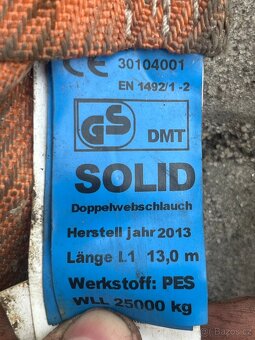 CE 30104001
EN 1492/1 -2
GS DMT
SOLID
Doppelwebschlauch
Herstell jahr 2013
Länge L1 13,0 m
Werkstoff: PES
WLL 25000 kg